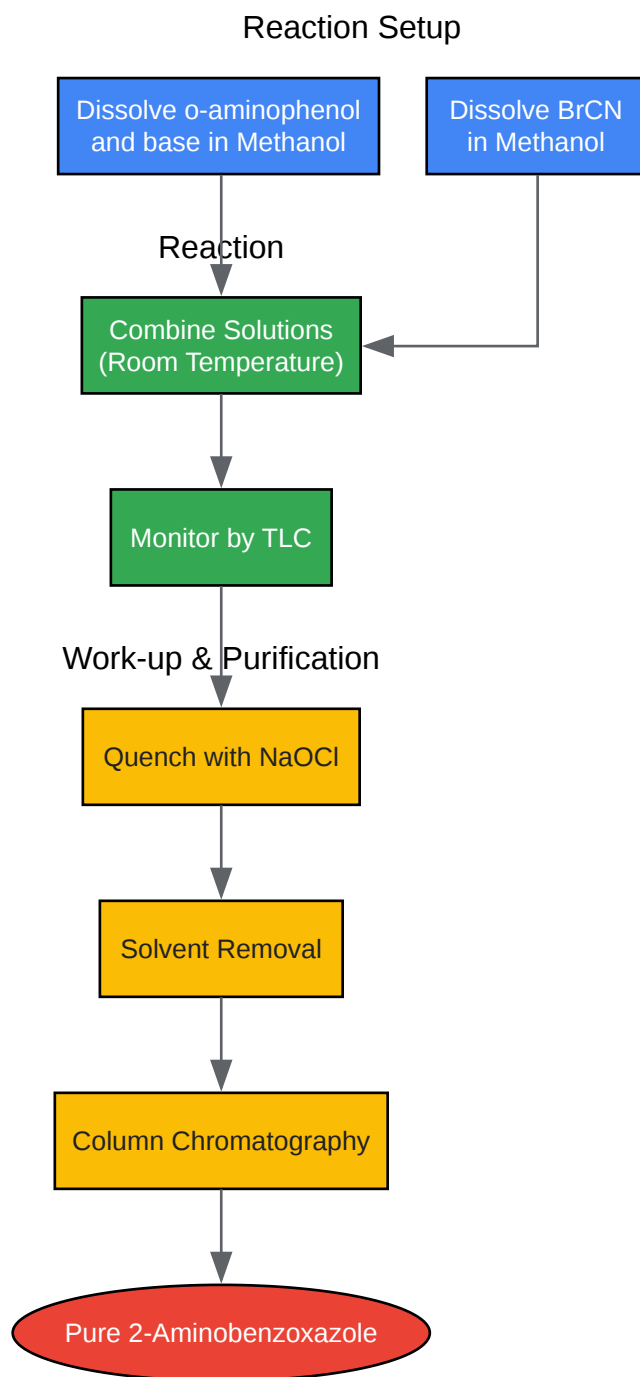 Reaction Setup
Dissolve o-aminophenol
and base in Methanol
Dissolve BrCN
in Methanol
Reaction
Combine Solutions
(Room Temperature)
Monitor by TLC
Work-up & Purification
Quench with NaOCl
Solvent Removal
Column Chromatography
Pure 2-Aminobenzoxazole